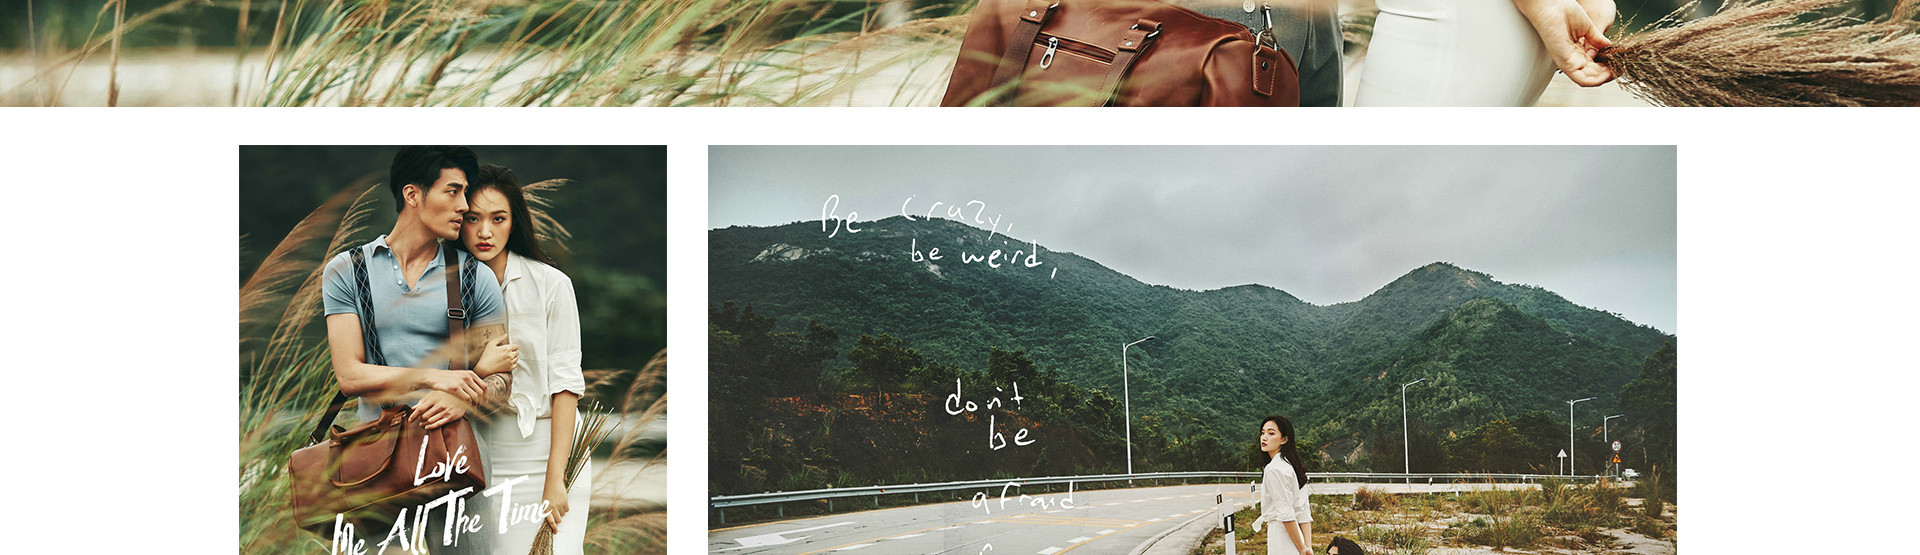 Love
Me All The Time
Be crazy,
be weird,
don't
be
afraid